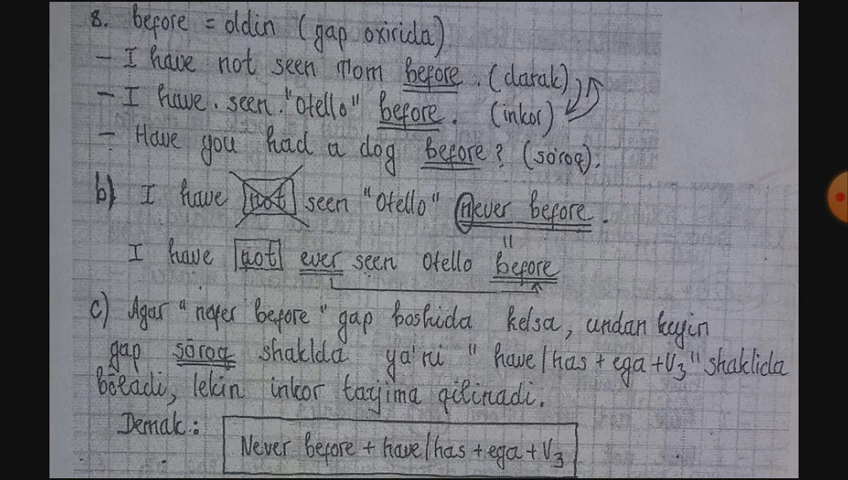 8. before = oldin (gap oxirida)
- I have not seen mom before. (darak)
- I have seen "Otello" before. (inkor)
- Have you had a dog before? (so'roq).
b) I have not seen "Otello" never before.
I have not ever seen otello before
c) Agar "never before" gap boshida kelsa, undan keyin
gap so'roq shaklda ya'ni "have/has + ega + V3" shaklida
bo'ladi, lekin inkor tarjima qilinadi.
Demak: Never before + have/has + ega + V3